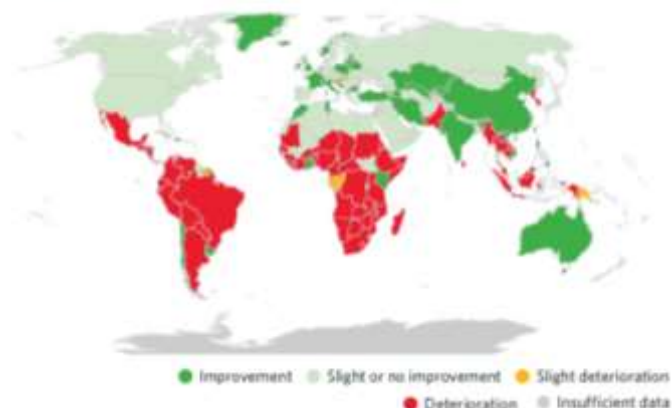 Improvement Slight or no improvement Slight deterioration
Deterioration Insufficient data